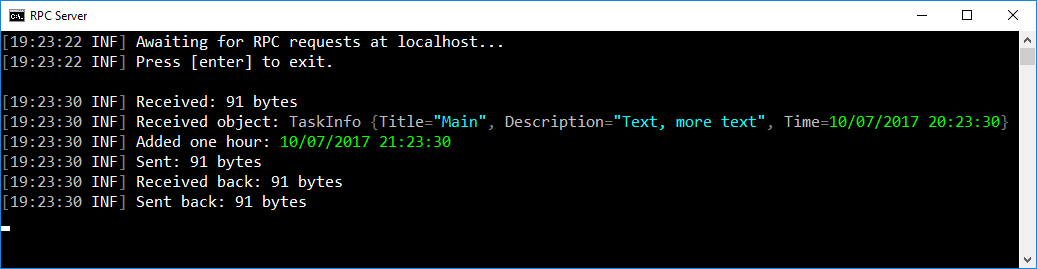 RPC Server
[19:23:22 INF] Awaiting for RPC requests at localhost...
[19:23:22 INF] Press [enter] to exit.
[19:23:30 INF] Received: 91 bytes
[19:23:30 INF] Received object: TaskInfo {Title="Main", Description="Text, more text", Time=10/07/2017 20:23:30}
[19:23:30 INF] Added one hour: 10/07/2017 21:23:30
[19:23:30 INF] Sent: 91 bytes
[19:23:30 INF] Received back: 91 bytes
[19:23:30 INF] Sent back: 91 bytes